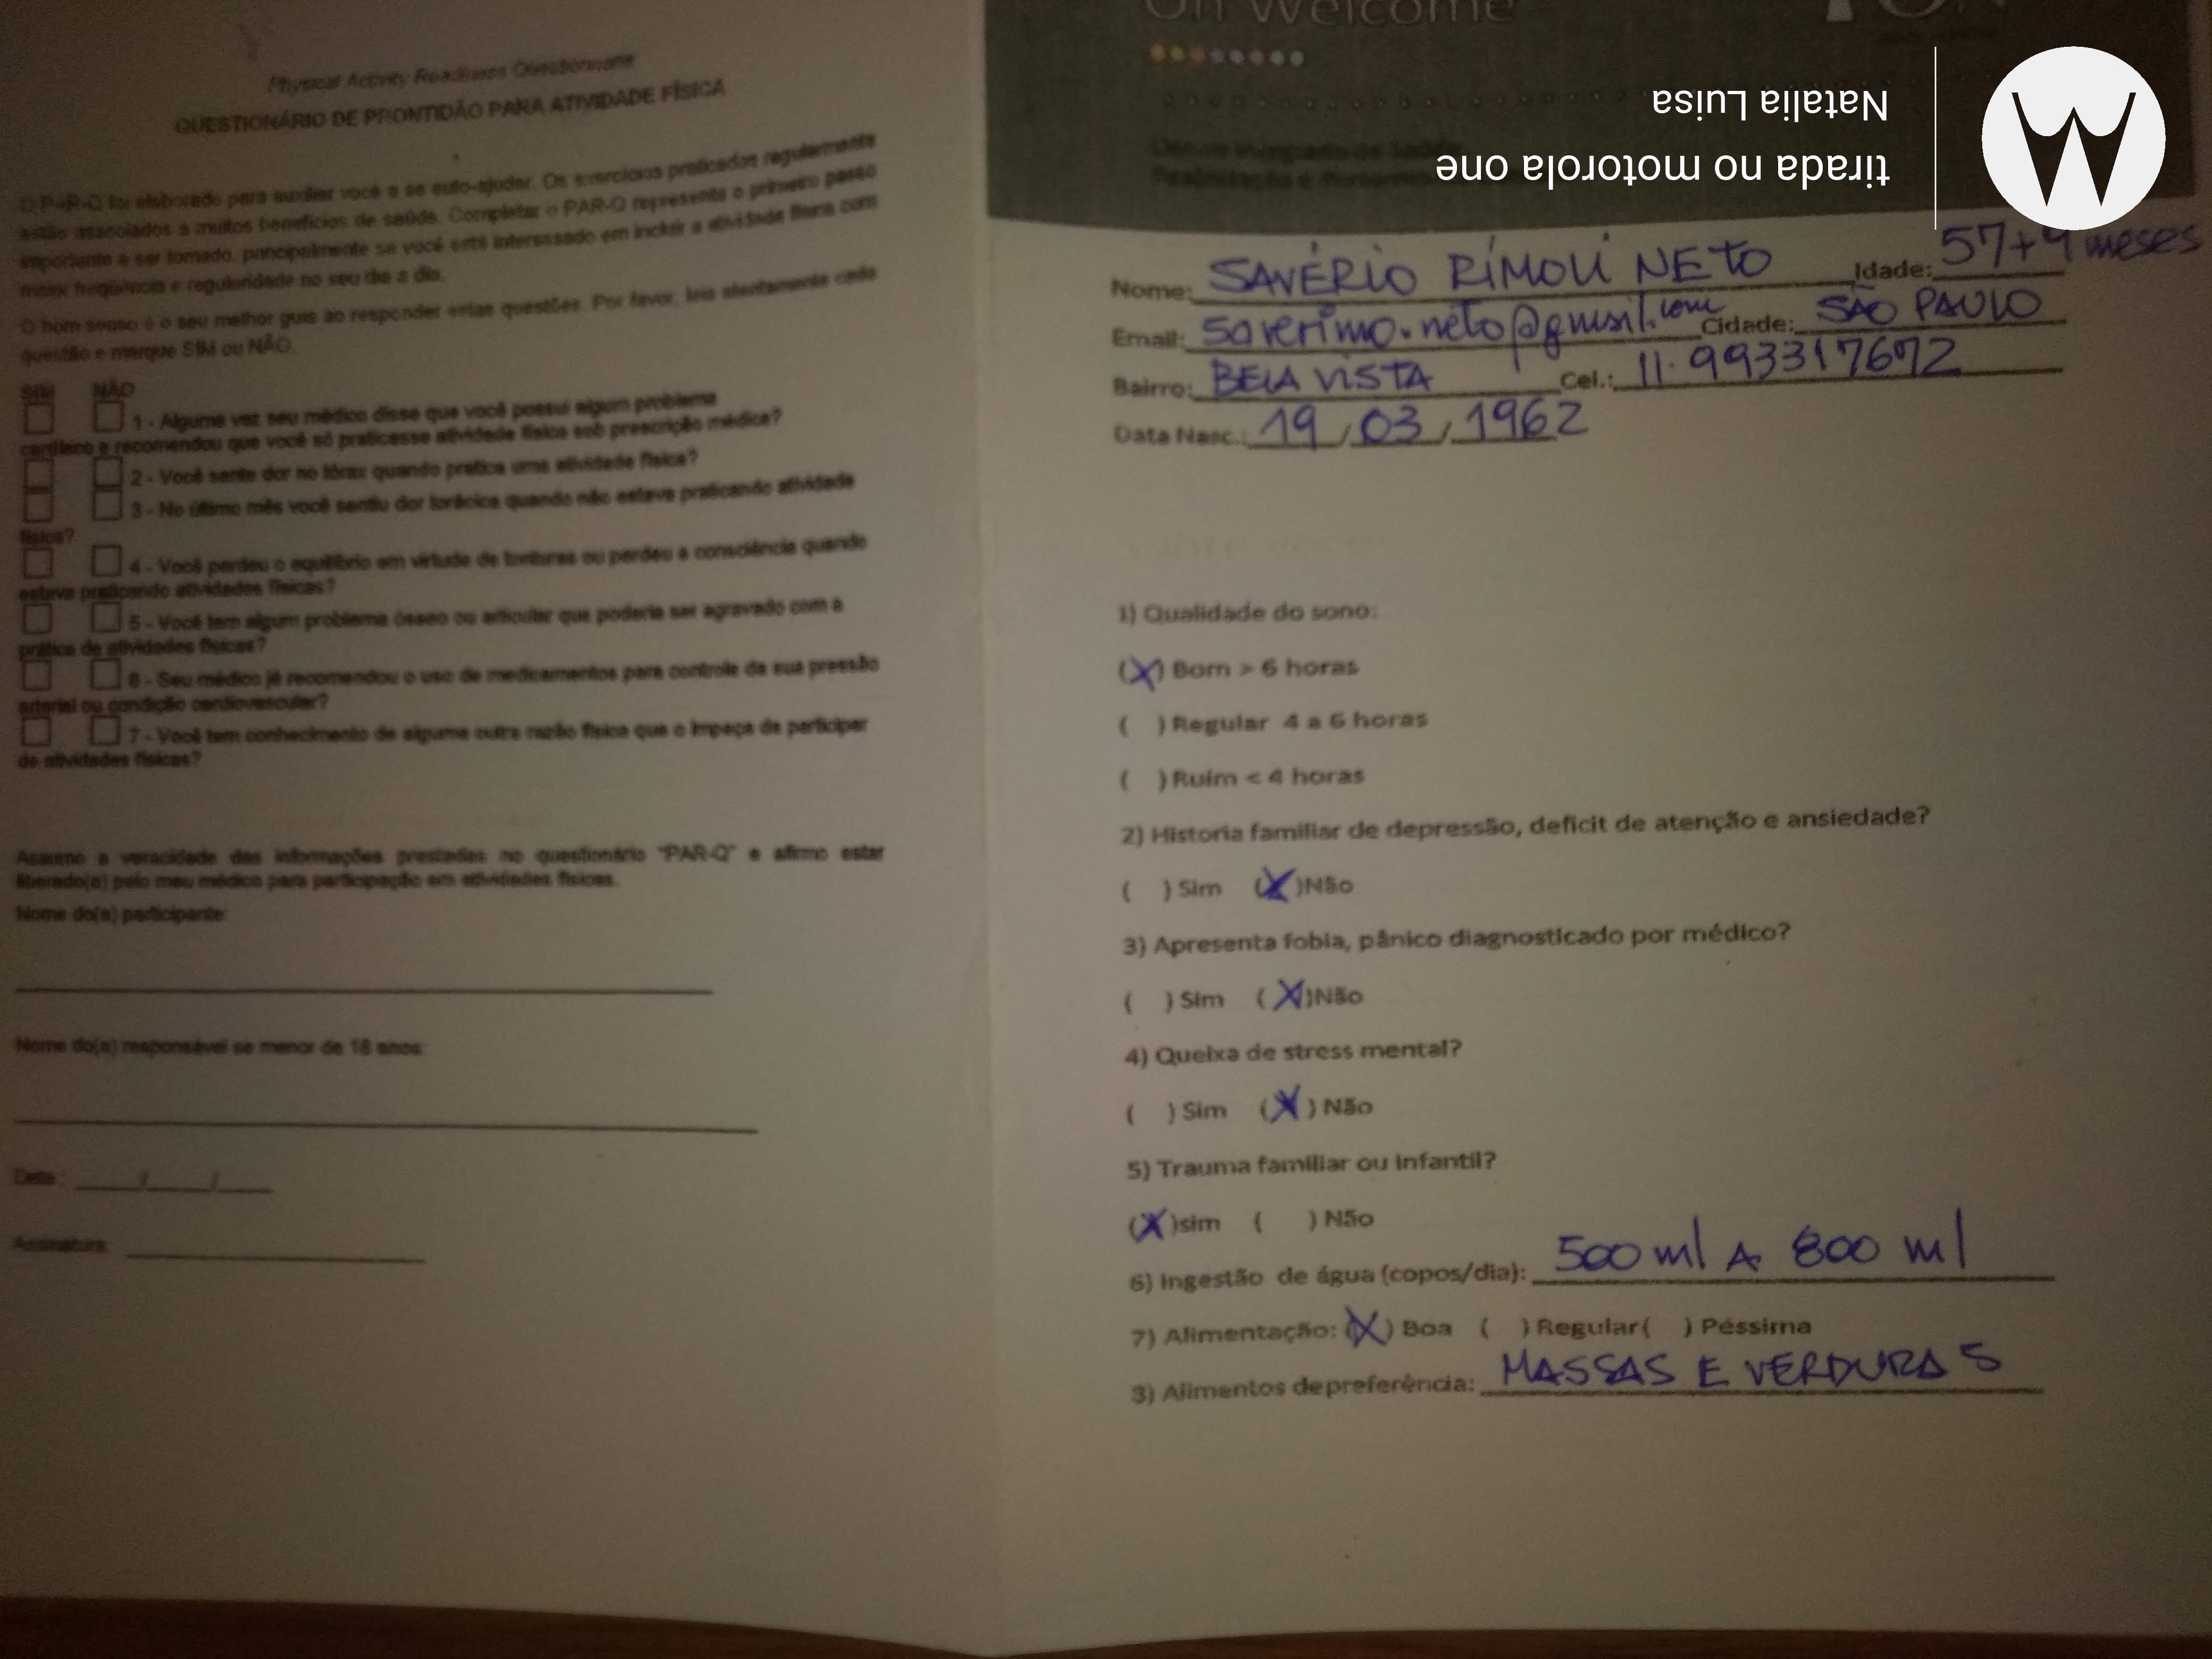 Physical Activity Readiness Questionnaire
QUESTIONÁRIO DE PRONTIDÃO PARA ATIVIDADE FÍSICA
O PAR-Q foi elaborado para auxiliar você a se auto-ajudar. Os exercícios praticados regularmente
estão associados a muitos benefícios de saúde. Completar o PAR-Q representa o primeiro passo
importante a ser tomado, principalmente se você está interessado em incluir a atividade física com
maior freqüência e regularidade no seu dia a dia.
O bom senso é o seu melhor guia ao responder estas questões. Por favor, leia atentamente cada
questão e marque SIM ou NÃO.
SIM NÃO
1 - Alguma vez seu médico disse que você possui algum problema
cardíaco e recomendou que você só praticasse atividade física sob prescrição médica?
2 - Você sente dor no tórax quando pratica uma atividade física?
3 - No último mês você sentiu dor torácica quando não estava praticando atividade
física?
4 - Você perdeu o equilíbrio em virtude de tonturas ou perdeu a consciência quando
estava praticando atividades físicas?
5 - Você tem algum problema ósseo ou articular que poderia ser agravado com a
prática de atividades físicas?
6 - Seu médico já recomendou o uso de medicamentos para controle da sua pressão
arterial ou condição cardiovascular?
7 - Você tem conhecimento de alguma outra razão física que o impeça de participar
de atividades físicas?
Assumo a veracidade das informações prestadas no questionário "PAR-Q" e afirmo estar
liberado(a) pelo meu médico para participação em atividades físicas.
Nome do(a) participante:
Nome do(a) responsável se menor de 18 anos:
Data: / /
Assinatura:
Oh Welcome
Nome: SAVÉRIO RÍMOLI NETO Idade: 57+9 meses
Email: saverimo.neto@gmail.com Cidade: SÃO PAULO
Bairro: BELA VISTA Cel.: 11.993317692
Data Nasc.: 19/03/1962
1) Qualidade do sono:
(X) Bom > 6 horas
( ) Regular 4 a 6 horas
( ) Ruim < 4 horas
2) Historia familiar de depressão, deficit de atenção e ansiedade?
( ) Sim (X)Não
3) Apresenta fobia, pânico diagnosticado por médico?
( ) Sim (X)Não
4) Queixa de stress mental?
( ) Sim (X) Não
5) Trauma familiar ou infantil?
(X)sim ( ) Não
6) Ingestão de água (copos/dia): 500 ml A 800 ml
7) Alimentação: (X) Boa ( ) Regular( ) Péssima
8) Alimentos depreferência: MASSAS E VERDURAS
tirada no motorola one
Natalia Luisa